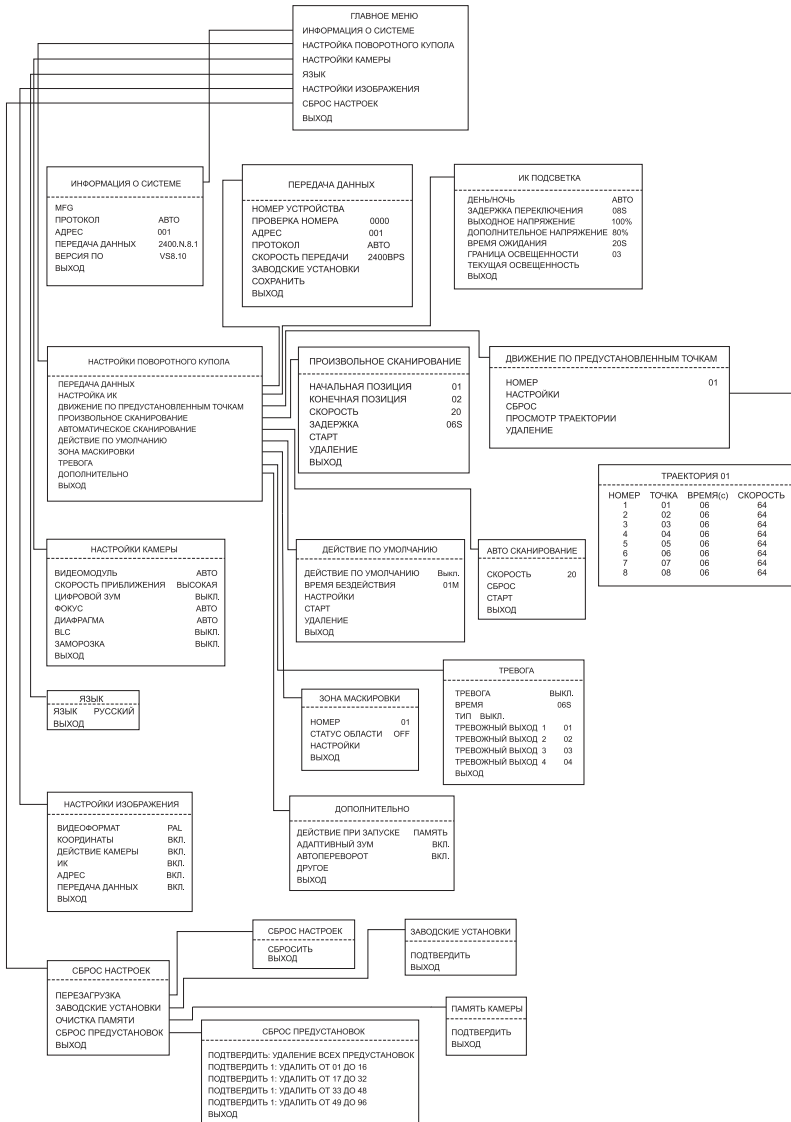 ГЛАВНОЕ МЕНЮ
ИНФОРМАЦИЯ О СИСТЕМЕ
НАСТРОЙКА ПОВОРОТНОГО КУПОЛА
НАСТРОЙКИ КАМЕРЫ
ЯЗЫК
НАСТРОЙКИ ИЗОБРАЖЕНИЯ
СБРОС НАСТРОЕК
ВЫХОД
ИНФОРМАЦИЯ О СИСТЕМЕ
MFG
ПРОТОКОЛ АВТО
АДРЕС 001
ПЕРЕДАЧА ДАННЫХ 2400.N.8.1
ВЕРСИЯ ПО VS8.10
ВЫХОД
ПЕРЕДАЧА ДАННЫХ
НОМЕР УСТРОЙСТВА
ПРОВЕРКА НОМЕРА 0000
АДРЕС 001
ПРОТОКОЛ АВТО
СКОРОСТЬ ПЕРЕДАЧИ 2400BPS
ЗАВОДСКИЕ УСТАНОВКИ
СОХРАНИТЬ
ВЫХОД
ИК ПОДСВЕТКА
ДЕНЬ/НОЧЬ АВТО
ЗАДЕРЖКА ПЕРЕКЛЮЧЕНИЯ 08S
ВЫХОДНОЕ НАПРЯЖЕНИЕ 100%
ДОПОЛНИТЕЛЬНОЕ НАПРЯЖЕНИЕ 80%
ВРЕМЯ ОЖИДАНИЯ 20S
ГРАНИЦА ОСВЕЩЕННОСТИ 03
ТЕКУЩАЯ ОСВЕЩЕННОСТЬ
ВЫХОД
НАСТРОЙКИ ПОВОРОТНОГО КУПОЛА
ПЕРЕДАЧА ДАННЫХ
НАСТРОЙКА ИК
ДВИЖЕНИЕ ПО ПРЕДУСТАНОВЛЕННЫМ ТОЧКАМ
ПРОИЗВОЛЬНОЕ СКАНИРОВАНИЕ
АВТОМАТИЧЕСКОЕ СКАНИРОВАНИЕ
ДЕЙСТВИЕ ПО УМОЛЧАНИЮ
ЗОНА МАСКИРОВКИ
ТРЕВОГА
ДОПОЛНИТЕЛЬНО
ВЫХОД
ПРОИЗВОЛЬНОЕ СКАНИРОВАНИЕ
НАЧАЛЬНАЯ ПОЗИЦИЯ 01
КОНЕЧНАЯ ПОЗИЦИЯ 02
СКОРОСТЬ 20
ЗАДЕРЖКА 06S
СТАРТ
УДАЛЕНИЕ
ВЫХОД
ДВИЖЕНИЕ ПО ПРЕДУСТАНОВЛЕННЫМ ТОЧКАМ
НОМЕР 01
НАСТРОЙКИ
СБРОС
ПРОСМОТР ТРАЕКТОРИИ
УДАЛЕНИЕ
ТРАЕКТОРИЯ 01
НОМЕР ТОЧКА ВРЕМЯ(с) СКОРОСТЬ
1 01 06 64
2 02 06 64
3 03 06 64
4 04 06 64
5 05 06 64
6 06 06 64
7 07 06 64
8 08 06 64
НАСТРОЙКИ КАМЕРЫ
ВИДЕОМОДУЛЬ АВТО
СКОРОСТЬ ПРИБЛИЖЕНИЯ ВЫСОКАЯ
ЦИФРОВОЙ ЗУМ ВЫКЛ.
ФОКУС АВТО
ДИАФРАГМА АВТО
BLC ВЫКЛ.
ЗАМОРОЗКА ВЫКЛ.
ВЫХОД
ДЕЙСТВИЕ ПО УМОЛЧАНИЮ
ДЕЙСТВИЕ ПО УМОЛЧАНИЮ Выкл.
ВРЕМЯ БЕЗДЕЙСТВИЯ 01М
НАСТРОЙКИ
СТАРТ
УДАЛЕНИЕ
ВЫХОД
АВТО СКАНИРОВАНИЕ
СКОРОСТЬ 20
СБРОС
СТАРТ
ВЫХОД
ЯЗЫК
ЯЗЫК РУССКИЙ
ВЫХОД
ЗОНА МАСКИРОВКИ
НОМЕР 01
СТАТУС ОБЛАСТИ OFF
НАСТРОЙКИ
ВЫХОД
ТРЕВОГА
ТРЕВОГА ВЫКЛ.
ВРЕМЯ 06S
ТИП ВЫКЛ.
ТРЕВОЖНЫЙ ВЫХОД 1 01
ТРЕВОЖНЫЙ ВЫХОД 2 02
ТРЕВОЖНЫЙ ВЫХОД 3 03
ТРЕВОЖНЫЙ ВЫХОД 4 04
ВЫХОД
НАСТРОЙКИ ИЗОБРАЖЕНИЯ
ВИДЕОФОРМАТ PAL
КООРДИНАТЫ ВКЛ.
ДЕЙСТВИЕ КАМЕРЫ ВКЛ.
ИК ВКЛ.
АДРЕС ВКЛ.
ПЕРЕДАЧА ДАННЫХ ВКЛ.
ВЫХОД
ДОПОЛНИТЕЛЬНО
ДЕЙСТВИЕ ПРИ ЗАПУСКЕ ПАМЯТЬ
АДАПТИВНЫЙ ЗУМ ВКЛ.
АВТОПЕРЕВОРОТ ВКЛ.
ДРУГОЕ
ВЫХОД
СБРОС НАСТРОЕК
ПЕРЕЗАГРУЗКА
ЗАВОДСКИЕ УСТАНОВКИ
ОЧИСТКА ПАМЯТИ
СБРОС ПРЕДУСТАНОВОК
ВЫХОД
СБРОС НАСТРОЕК
СБРОСИТЬ
ВЫХОД
ЗАВОДСКИЕ УСТАНОВКИ
ПОДТВЕРДИТЬ
ВЫХОД
ПАМЯТЬ КАМЕРЫ
ПОДТВЕРДИТЬ
ВЫХОД
СБРОС ПРЕДУСТАНОВОК
ПОДТВЕРДИТЬ: УДАЛЕНИЕ ВСЕХ ПРЕДУСТАНОВОК
ПОДТВЕРДИТЬ 1: УДАЛИТЬ ОТ 01 ДО 16
ПОДТВЕРДИТЬ 1: УДАЛИТЬ ОТ 17 ДО 32
ПОДТВЕРДИТЬ 1: УДАЛИТЬ ОТ 33 ДО 48
ПОДТВЕРДИТЬ 1: УДАЛИТЬ ОТ 49 ДО 96
ВЫХОД